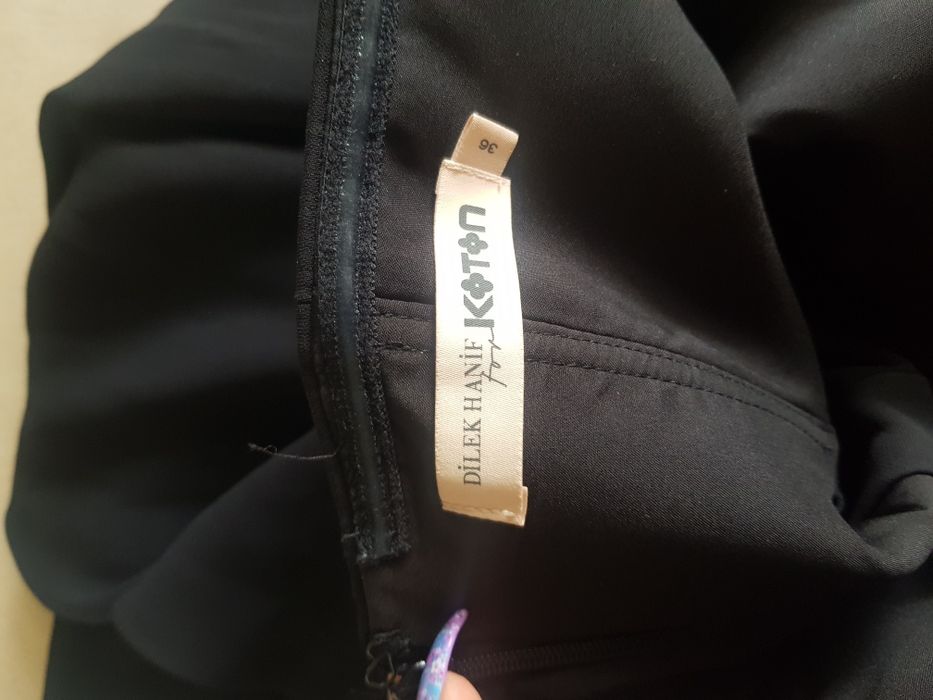 36
DİLEK HANİF
for KOTON